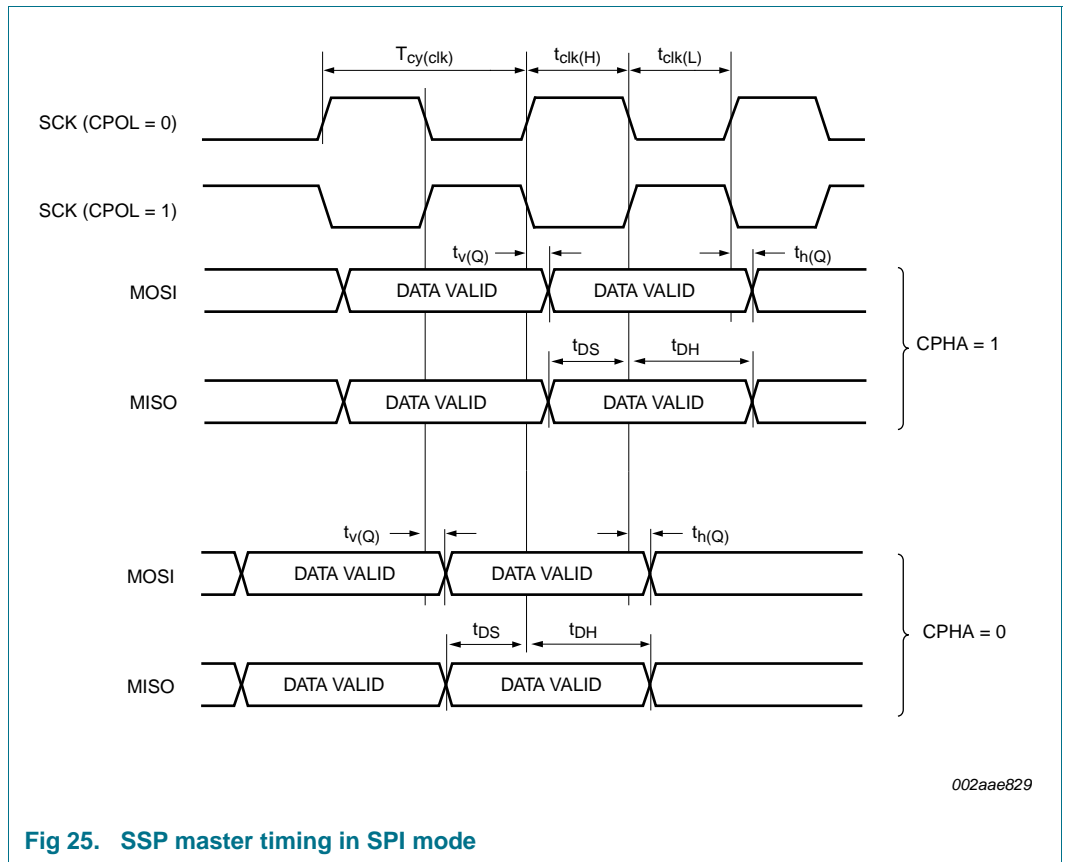 Tcy(clk) tclk(H) tclk(L)
SCK (CPOL = 0)
SCK (CPOL = 1)
tv(Q) th(Q)
MOSI DATA VALID DATA VALID
tDS tDH
CPHA = 1
MISO DATA VALID DATA VALID
tv(Q) th(Q)
MOSI DATA VALID DATA VALID
tDS tDH
CPHA = 0
MISO DATA VALID DATA VALID
002aae829
Fig 25. SSP master timing in SPI mode